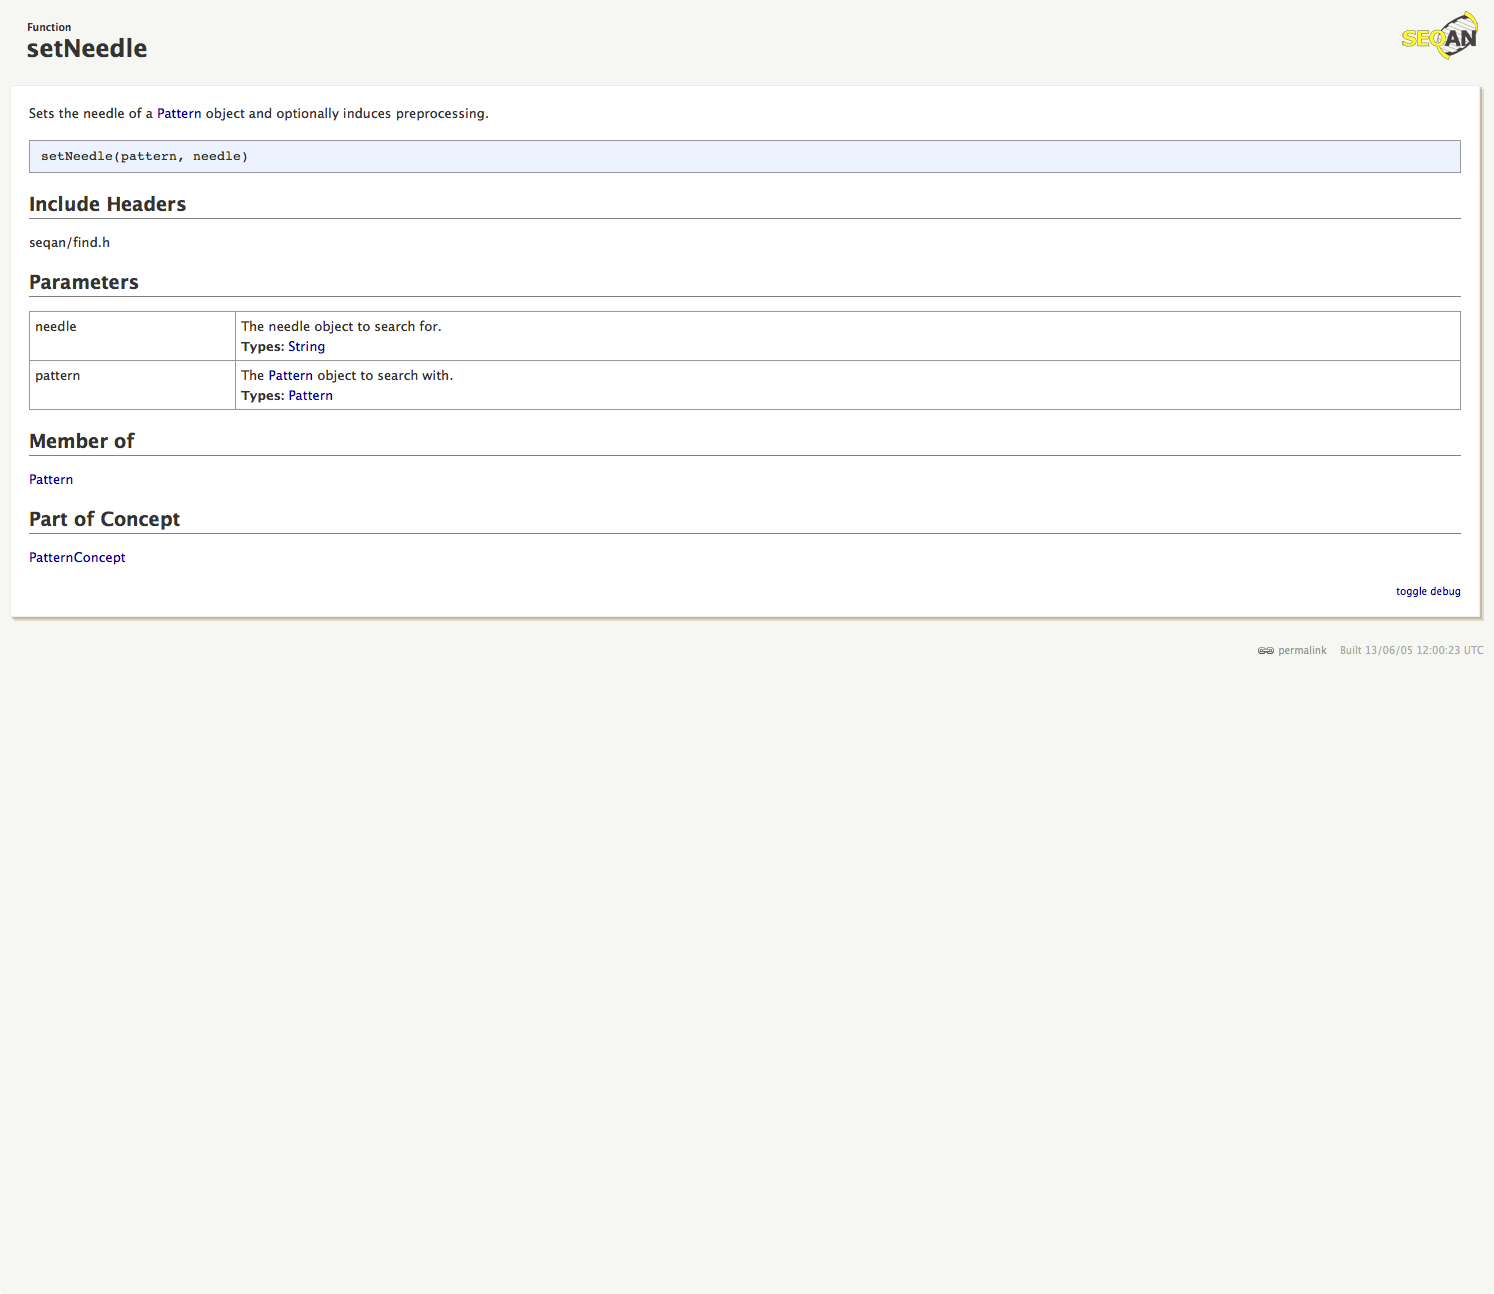 Function
setNeedle
SEQAN
Sets the needle of a Pattern object and optionally induces preprocessing.
setNeedle(pattern, needle)
Include Headers
seqan/find.h
Parameters
needle
The needle object to search for.
Types: String
pattern
The Pattern object to search with.
Types: Pattern
Member of
Pattern
Part of Concept
PatternConcept
toggle debug
permalink Built 13/06/05 12:00:23 UTC